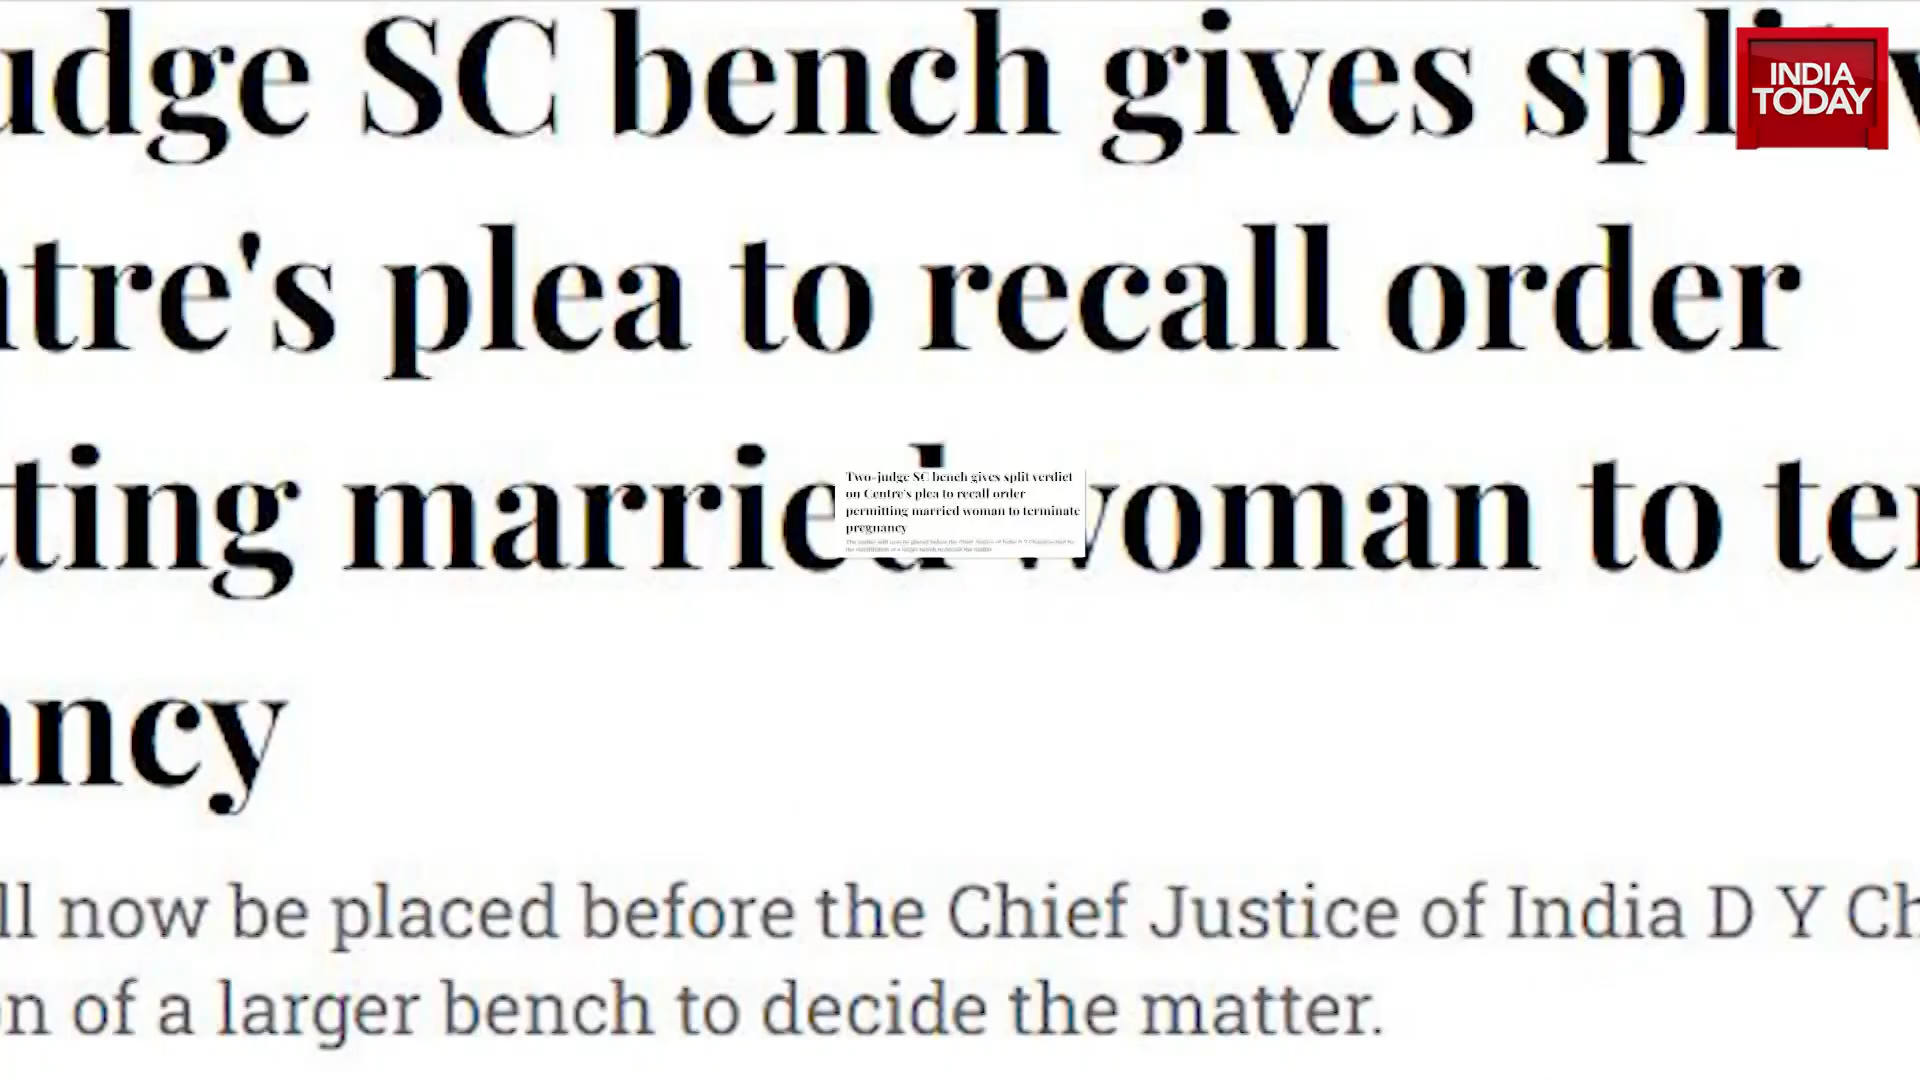 udge SC bench gives spl
INDIA
TODAY
ntre's plea to recall order
tting married woman to ter
ancy
Two-judge SC bench gives split verdict
on Centre's plea to recall order
permitting married woman to terminate
pregnancy
ll now be placed before the Chief Justice of India D Y Ch
on of a larger bench to decide the matter.